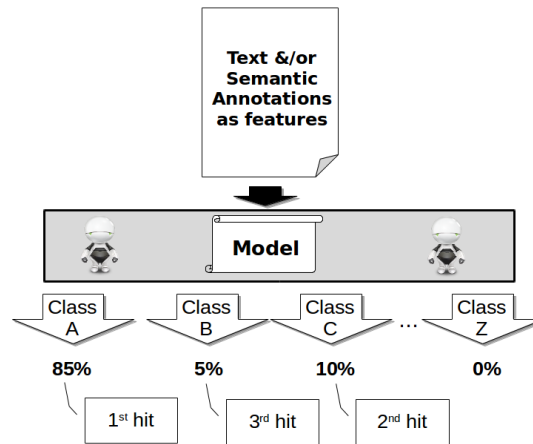 Text &/or
Semantic
Annotations
as features
Model
Class
A
Class
B
Class
C
...
Class
Z
85%
5%
10%
0%
1st hit
3rd hit
2nd hit